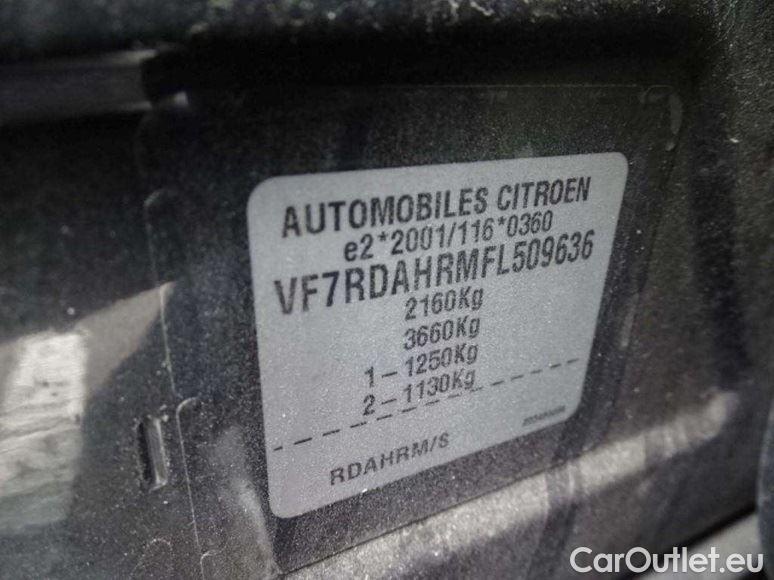 AUTOMOBILES CITROEN
e2*2001/116*0360
VF7RDAHRMFL509636
2160Kg
3660Kg
1-1250Kg
2-1130Kg
RDAHRM/S
CarOutlet.eu